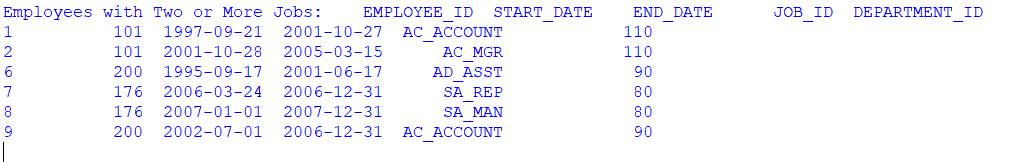 Employees with Two or More Jobs:    EMPLOYEE_ID  START_DATE    END_DATE      JOB_ID  DEPARTMENT_ID
1          101  1997-09-21  2001-10-27  AC_ACCOUNT            110
2          101  2001-10-28  2005-03-15      AC_MGR            110
6          200  1995-09-17  2001-06-17     AD_ASST             90
7          176  2006-03-24  2006-12-31      SA_REP             80
8          176  2007-01-01  2007-12-31      SA_MAN             80
9          200  2002-07-01  2006-12-31  AC_ACCOUNT             90